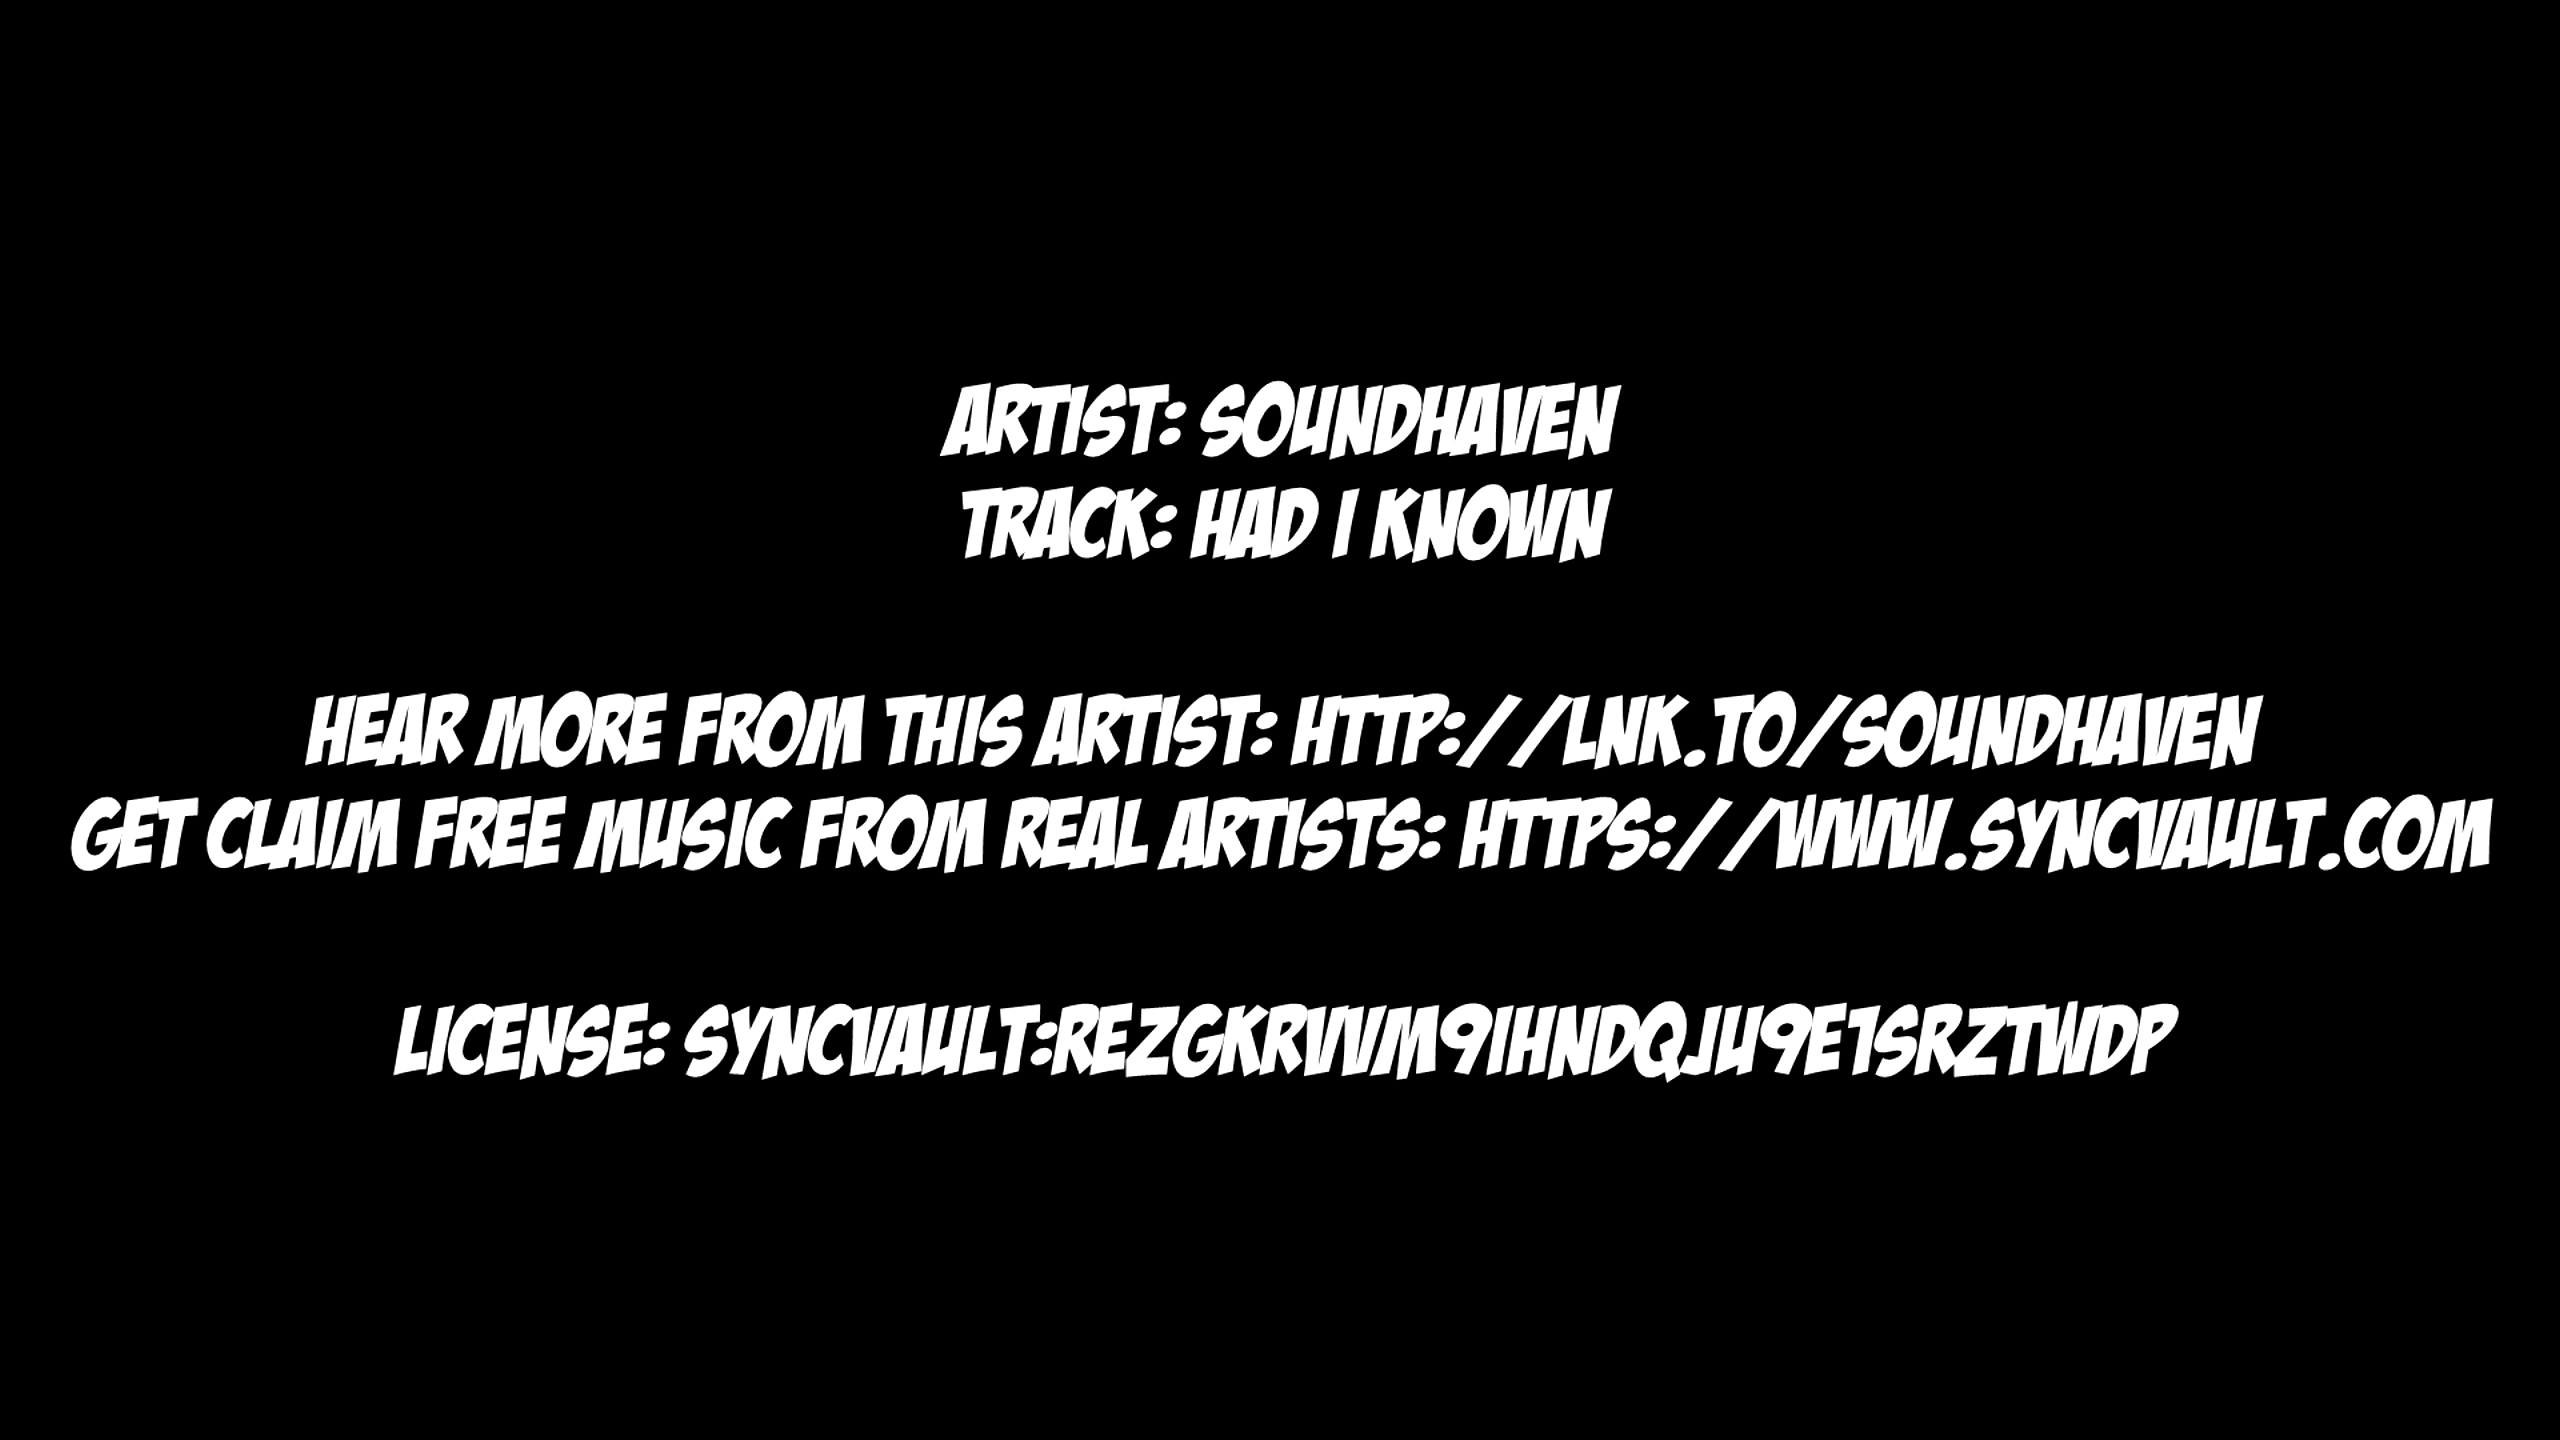 ARTIST: SOUNDHAVEN
TRACK: HAD I KNOWN
HEAR MORE FROM THIS ARTIST: HTTP://LNK.TO/SOUNDHAVEN
GET CLAIM FREE MUSIC FROM REAL ARTISTS: HTTPS://WWW.SYNCVAULT.COM
LICENSE: SYNCVAULT:REZGKRVVM9IHNDQJU9E1SRZTWDP